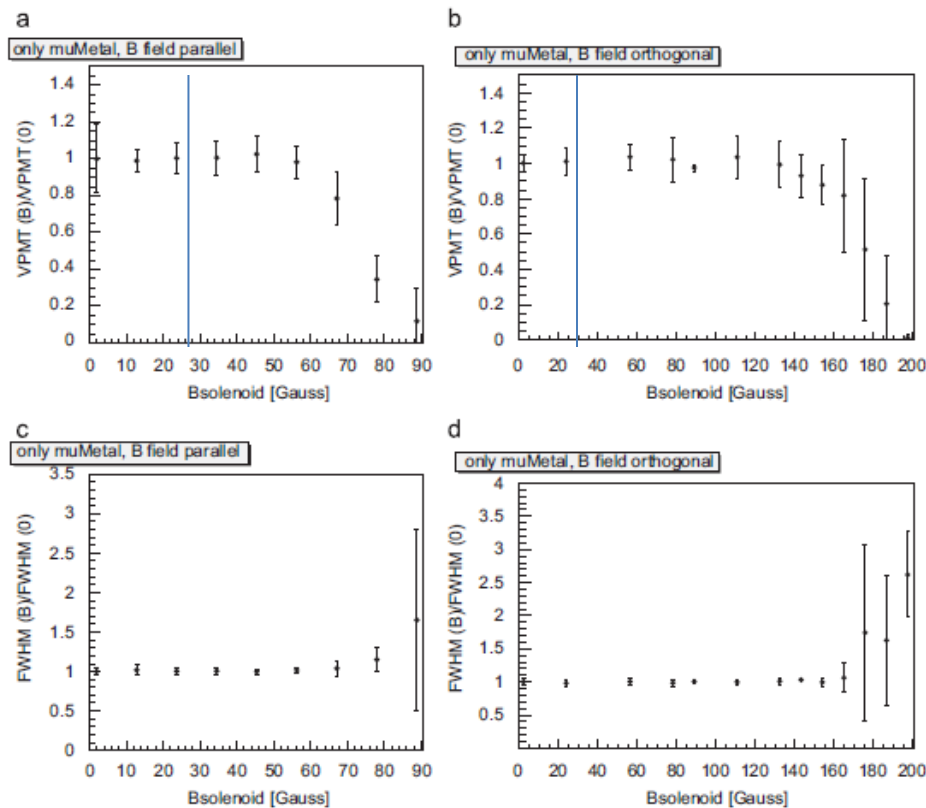 a
only muMetal, B field parallel
VPMT (B)/VPMT (0)
1.4
1.2
1
0.8
0.6
0.4
0.2
0
0 10 20 30 40 50 60 70 80 90
Bsolenoid [Gauss]
b
only muMetal, B field orthogonal
VPMT (B)/VPMT (0)
1.4
1.2
1.0
0.8
0.6
0.4
0.2
0
0 20 40 60 80 100 120 140 160 180 200
Bsolenoid [Gauss]
c
only muMetal, B field parallel
FWHM (B)/FWHM (0)
3.5
3
2.5
2
1.5
1
0.5
0
0 10 20 30 40 50 60 70 80 90
Bsolenoid [Gauss]
d
only muMetal, B field orthogonal
FWHM (B)/FWHM (0)
4
3.5
3
2.5
2
1.5
1
0.5
0 20 40 60 80 100 120 140 160 180 200
Bsolenoid [Gauss]